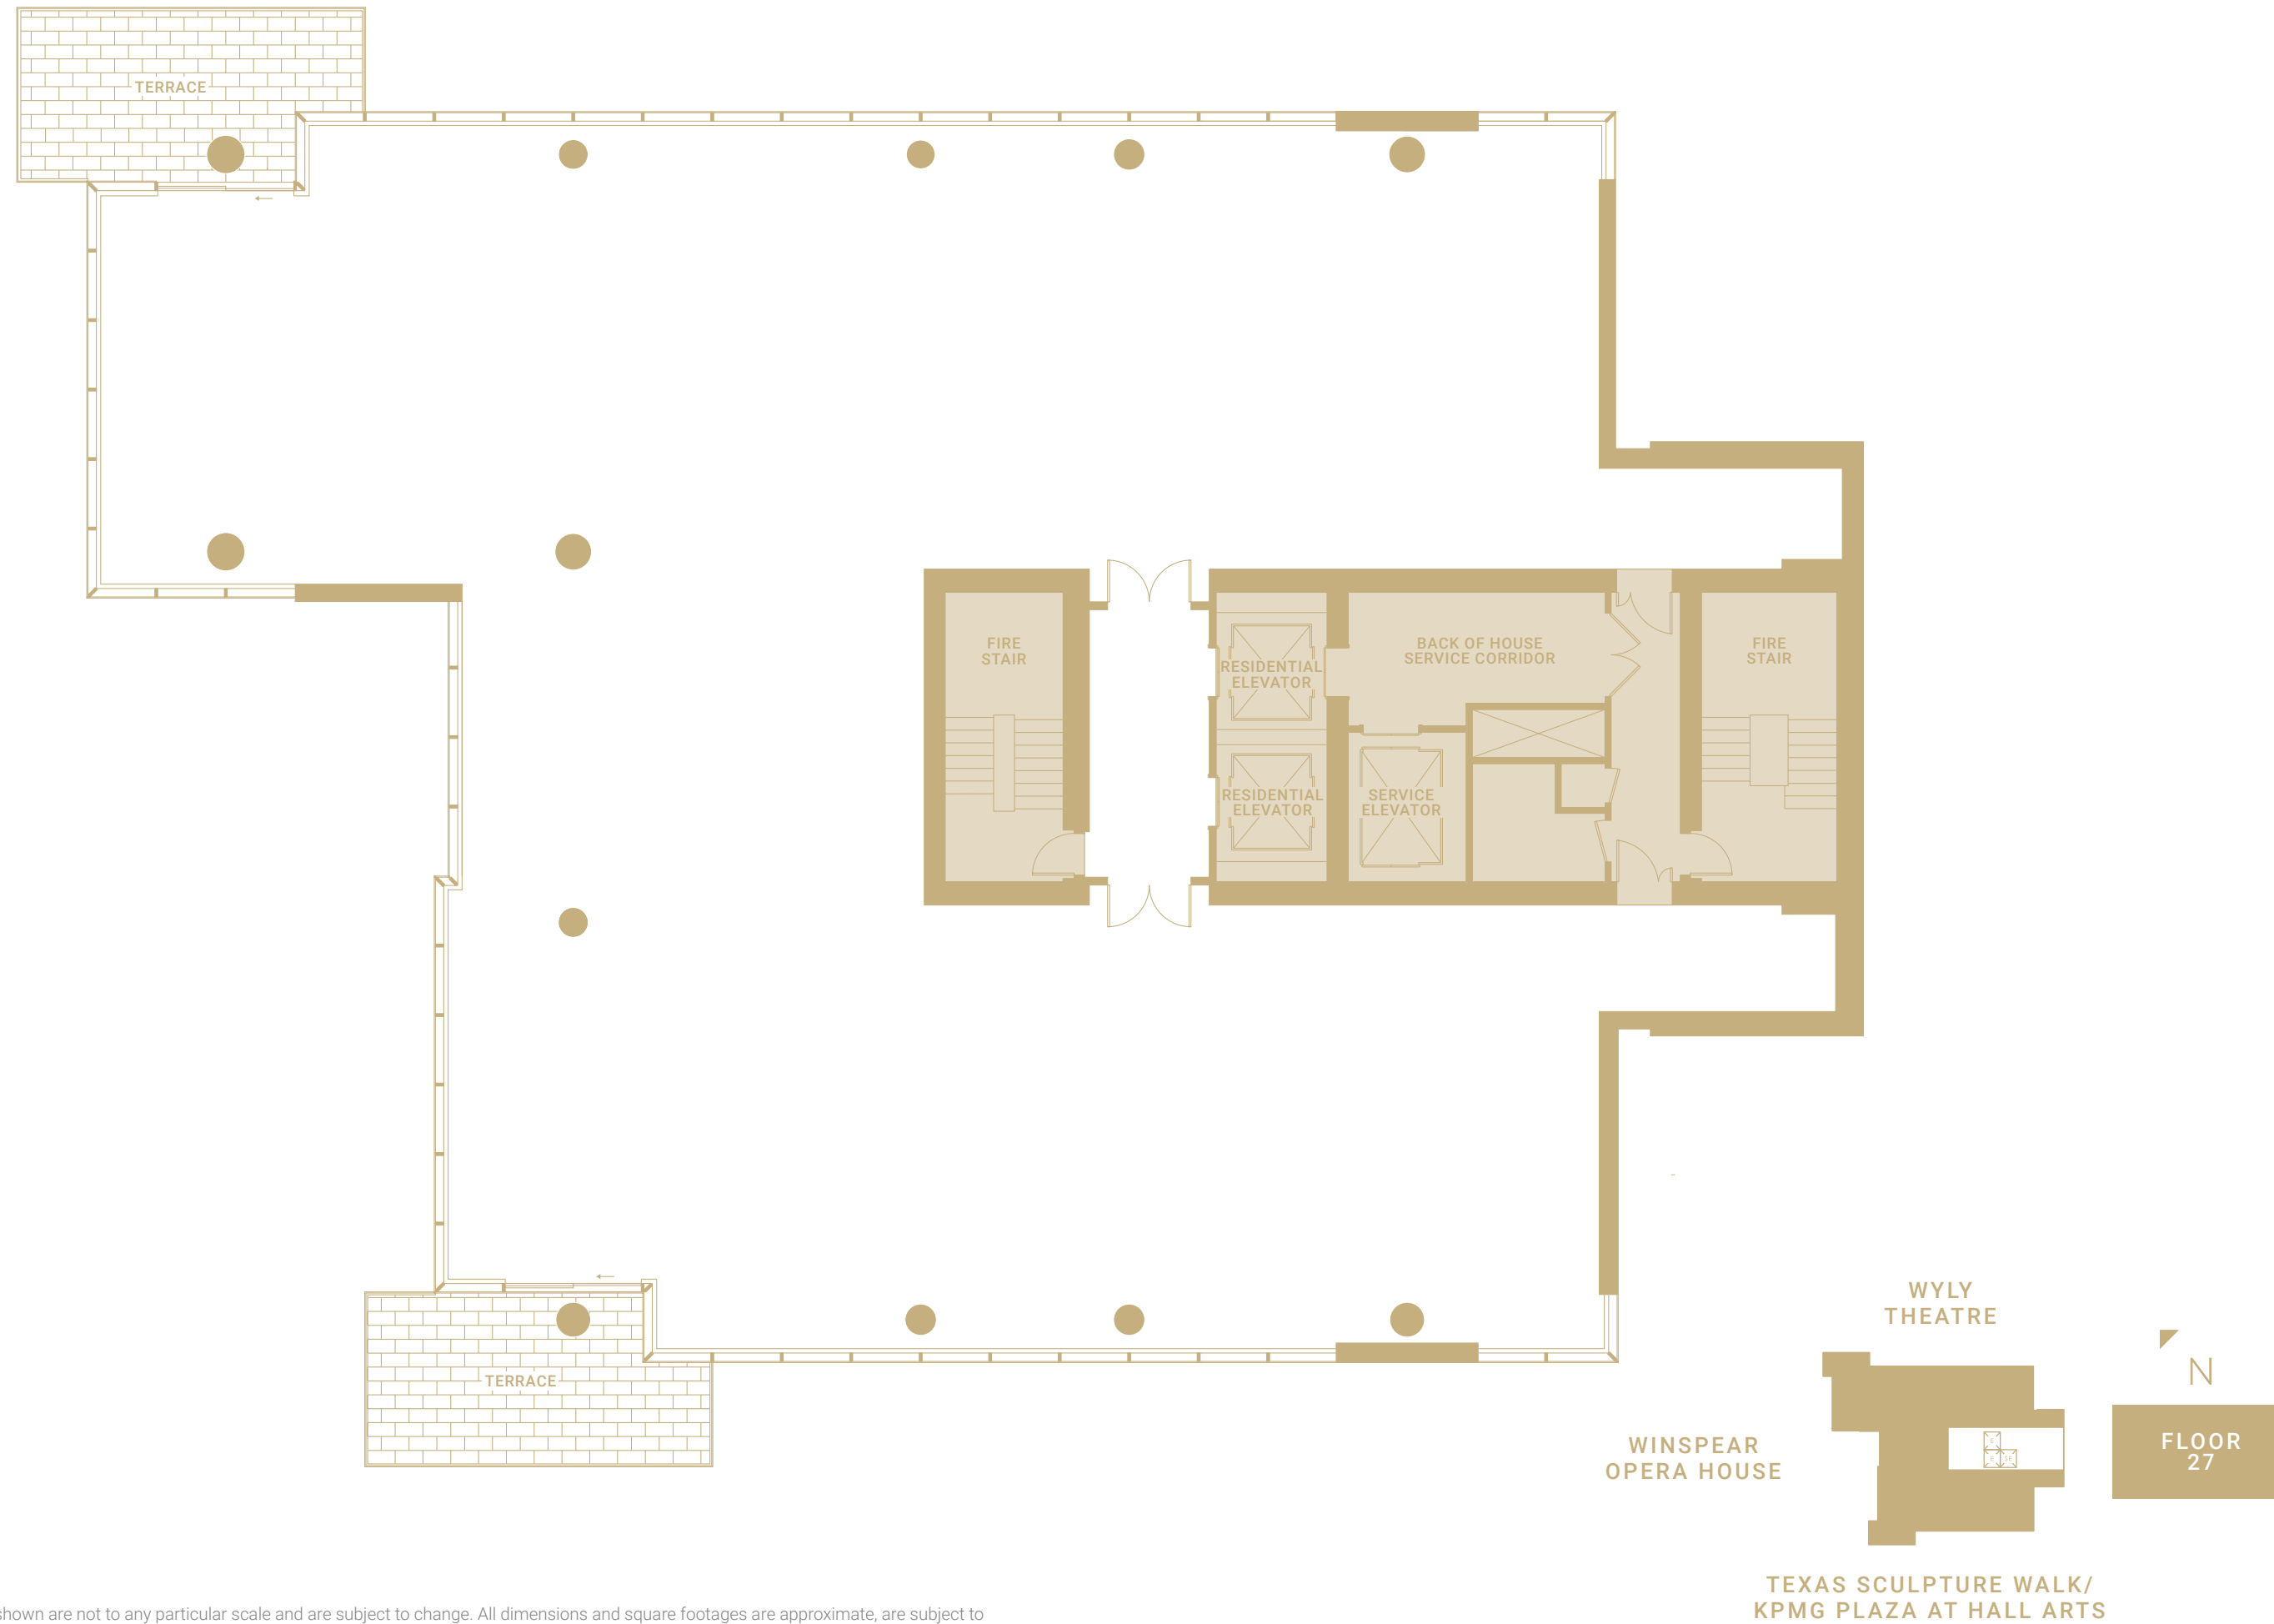 TERRACE
FIRE
STAIR
RESIDENTIAL
ELEVATOR
BACK OF HOUSE
SERVICE CORRIDOR
FIRE
STAIR
RESIDENTIAL
ELEVATOR
SERVICE
ELEVATOR
TERRACE
WYLY
THEATRE
N
WINSPEAR
OPERA HOUSE
E
E
SE
FLOOR
27
TEXAS SCULPTURE WALK/
KPMG PLAZA AT HALL ARTS
shown are not to any particular scale and are subject to change. All dimensions and square footages are approximate, are subject to